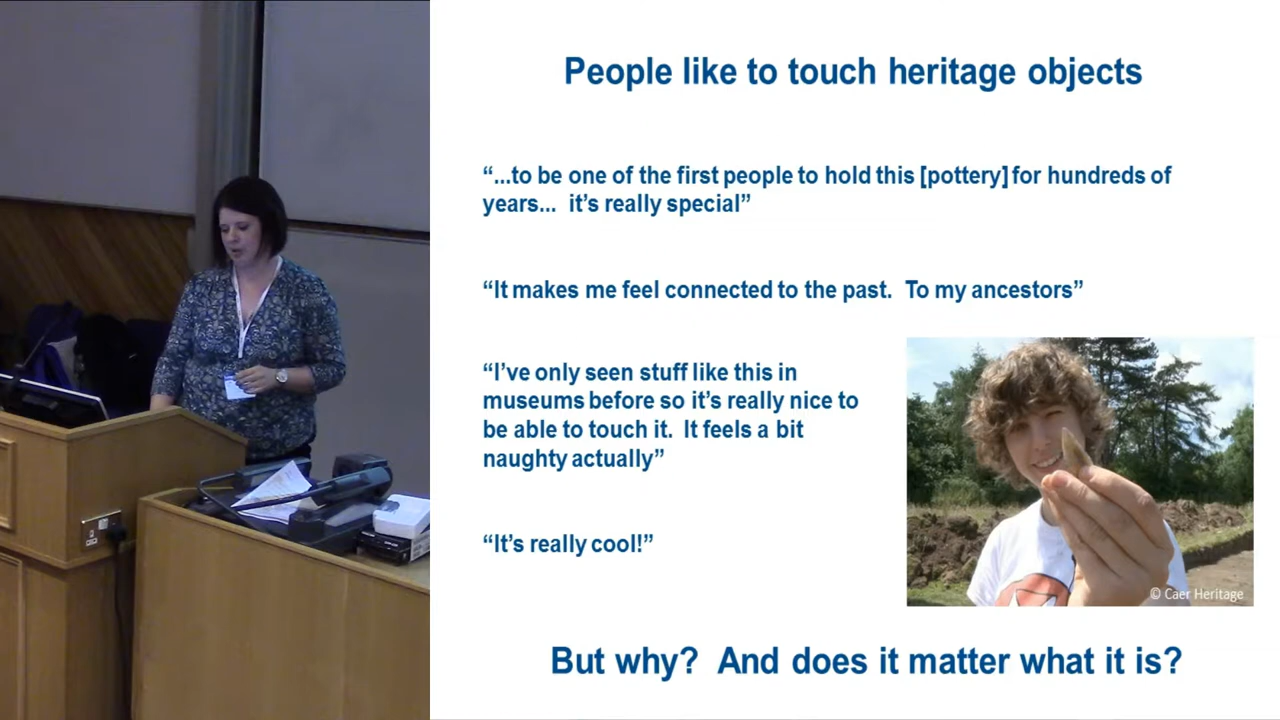 People like to touch heritage objects
“...to be one of the first people to hold this [pottery] for hundreds of
years... it’s really special”
“It makes me feel connected to the past. To my ancestors”
“I’ve only seen stuff like this in
museums before so it’s really nice to
be able to touch it. It feels a bit
naughty actually”
“It’s really cool!”
© Caer Heritage
But why? And does it matter what it is?